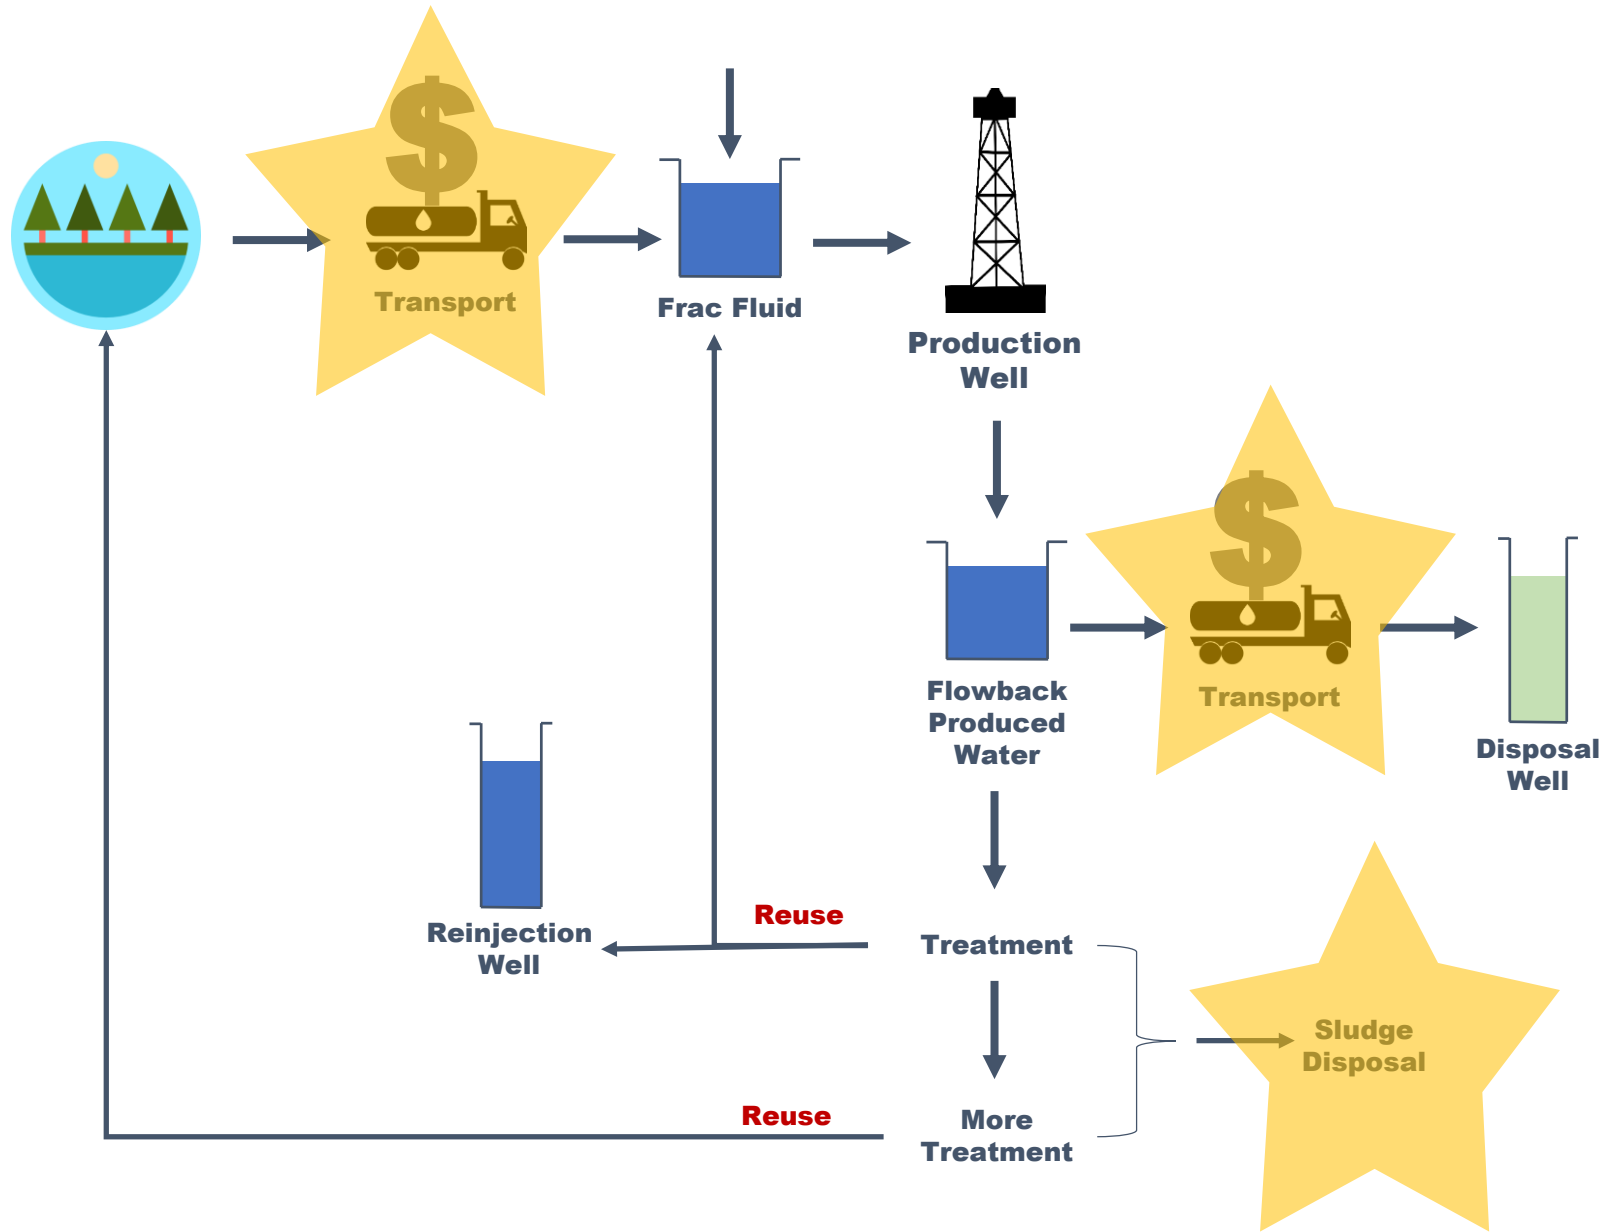 $
Transport
Frac Fluid
Production
Well
$
Transport
Flowback
Produced
Water
Disposal
Well
Reinjection
Well
Reuse
Treatment
Sludge
Disposal
Reuse
More
Treatment